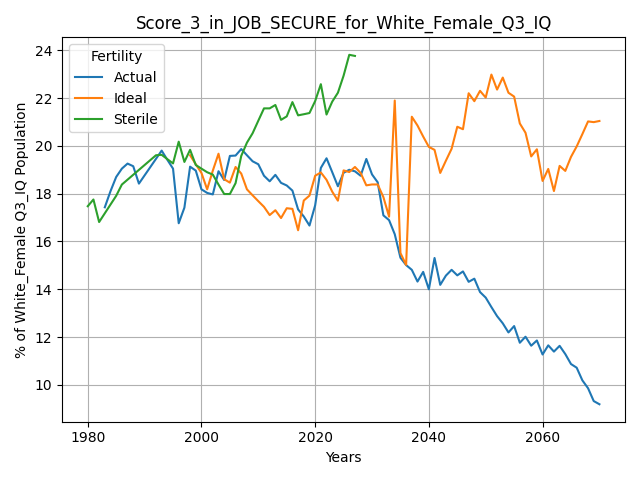 Score_3_in_JOB_SECURE_for_White_Female_Q3_IQ
Fertility
Actual
Ideal
Sterile
% of White_Female Q3_IQ Population
24
22
20
18
16
14
12
10
1980
2000
2020
2040
2060
Years